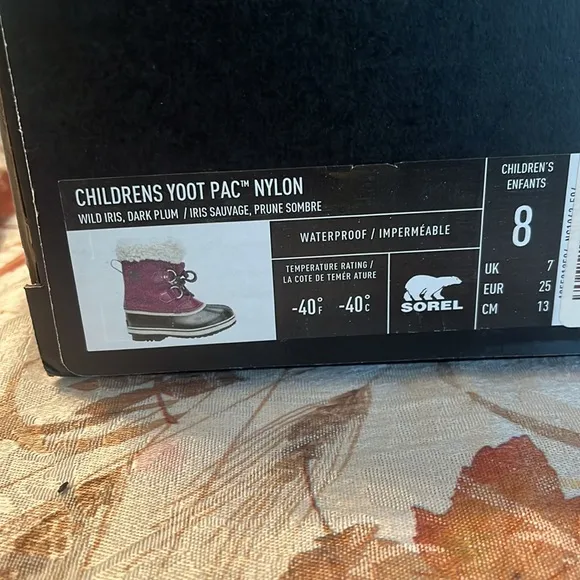 CHILDRENS YOOT PAC™ NYLON
WILD IRIS, DARK PLUM / IRIS SAUVAGE, PRUNE SOMBRE
WATERPROOF / IMPERMÉABLE
TEMPERATURE RATING /
LA COTE DE TEMÉR ATURE
-40°F -40°C
SOREL
CHILDREN'S
ENFANTS
8
UK 7
EUR 25
CM 13